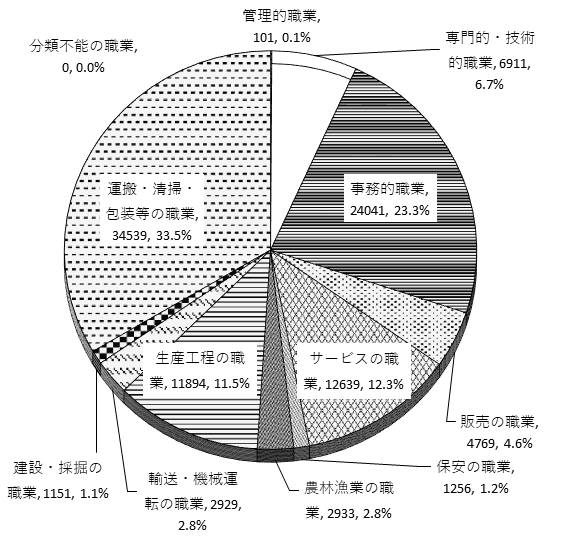 管理的職業,
101, 0.1%
専門的・技術
的職業, 6911,
6.7%
事務的職業,
24041, 23.3%
販売の職業,
4769, 4.6%
サービスの職
業, 12639, 12.3%
保安の職業,
1256, 1.2%
農林漁業の職
業, 2933, 2.8%
生産工程の職
業, 11894, 11.5%
輸送・機械運
転の職業, 2929,
2.8%
建設・採掘の
職業, 1151, 1.1%
運搬・清掃・
包装等の職業,
34539, 33.5%
分類不能の職業,
0, 0.0%